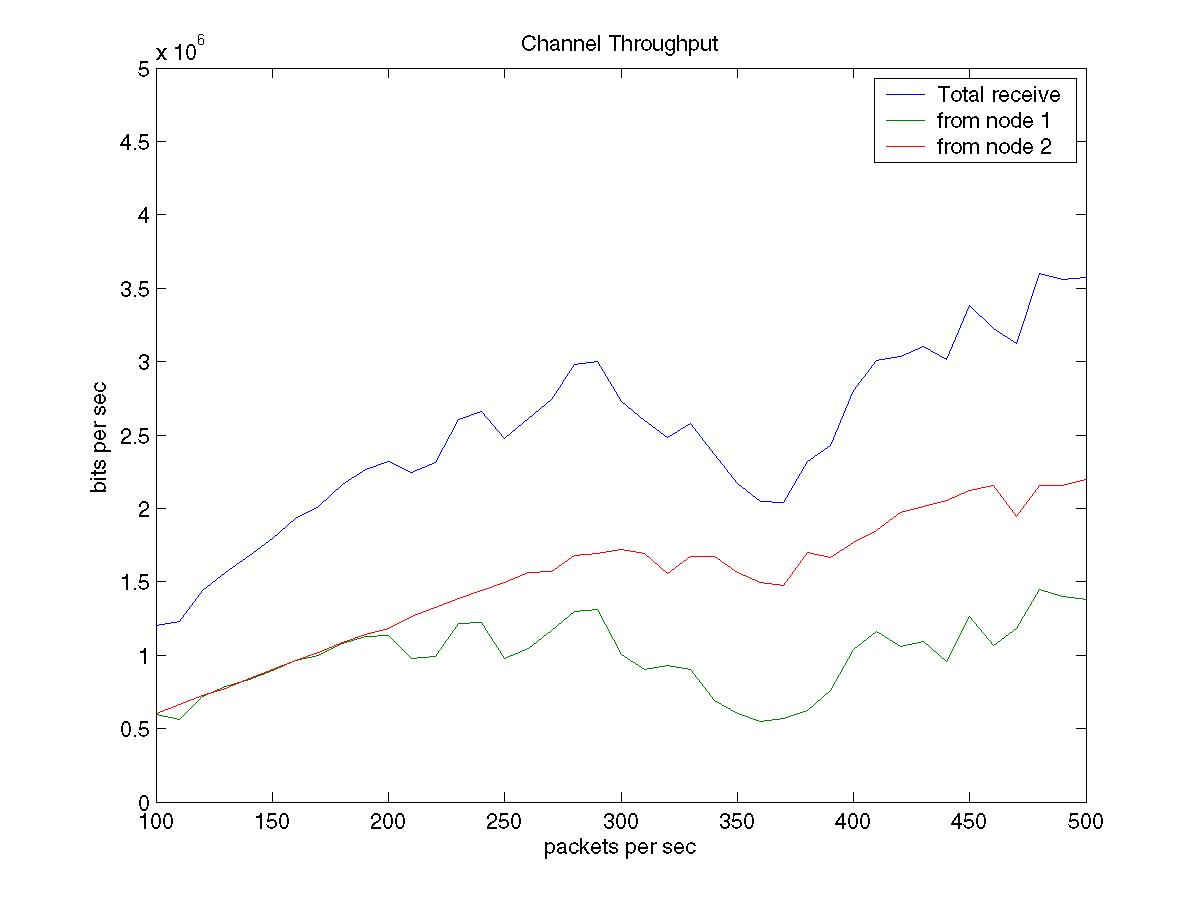 x 10^6
Channel Throughput
5
4.5
4
3.5
3
2.5
2
1.5
1
0.5
0
bits per sec
Total receive
from node 1
from node 2
100 150 200 250 300 350 400 450 500
packets per sec